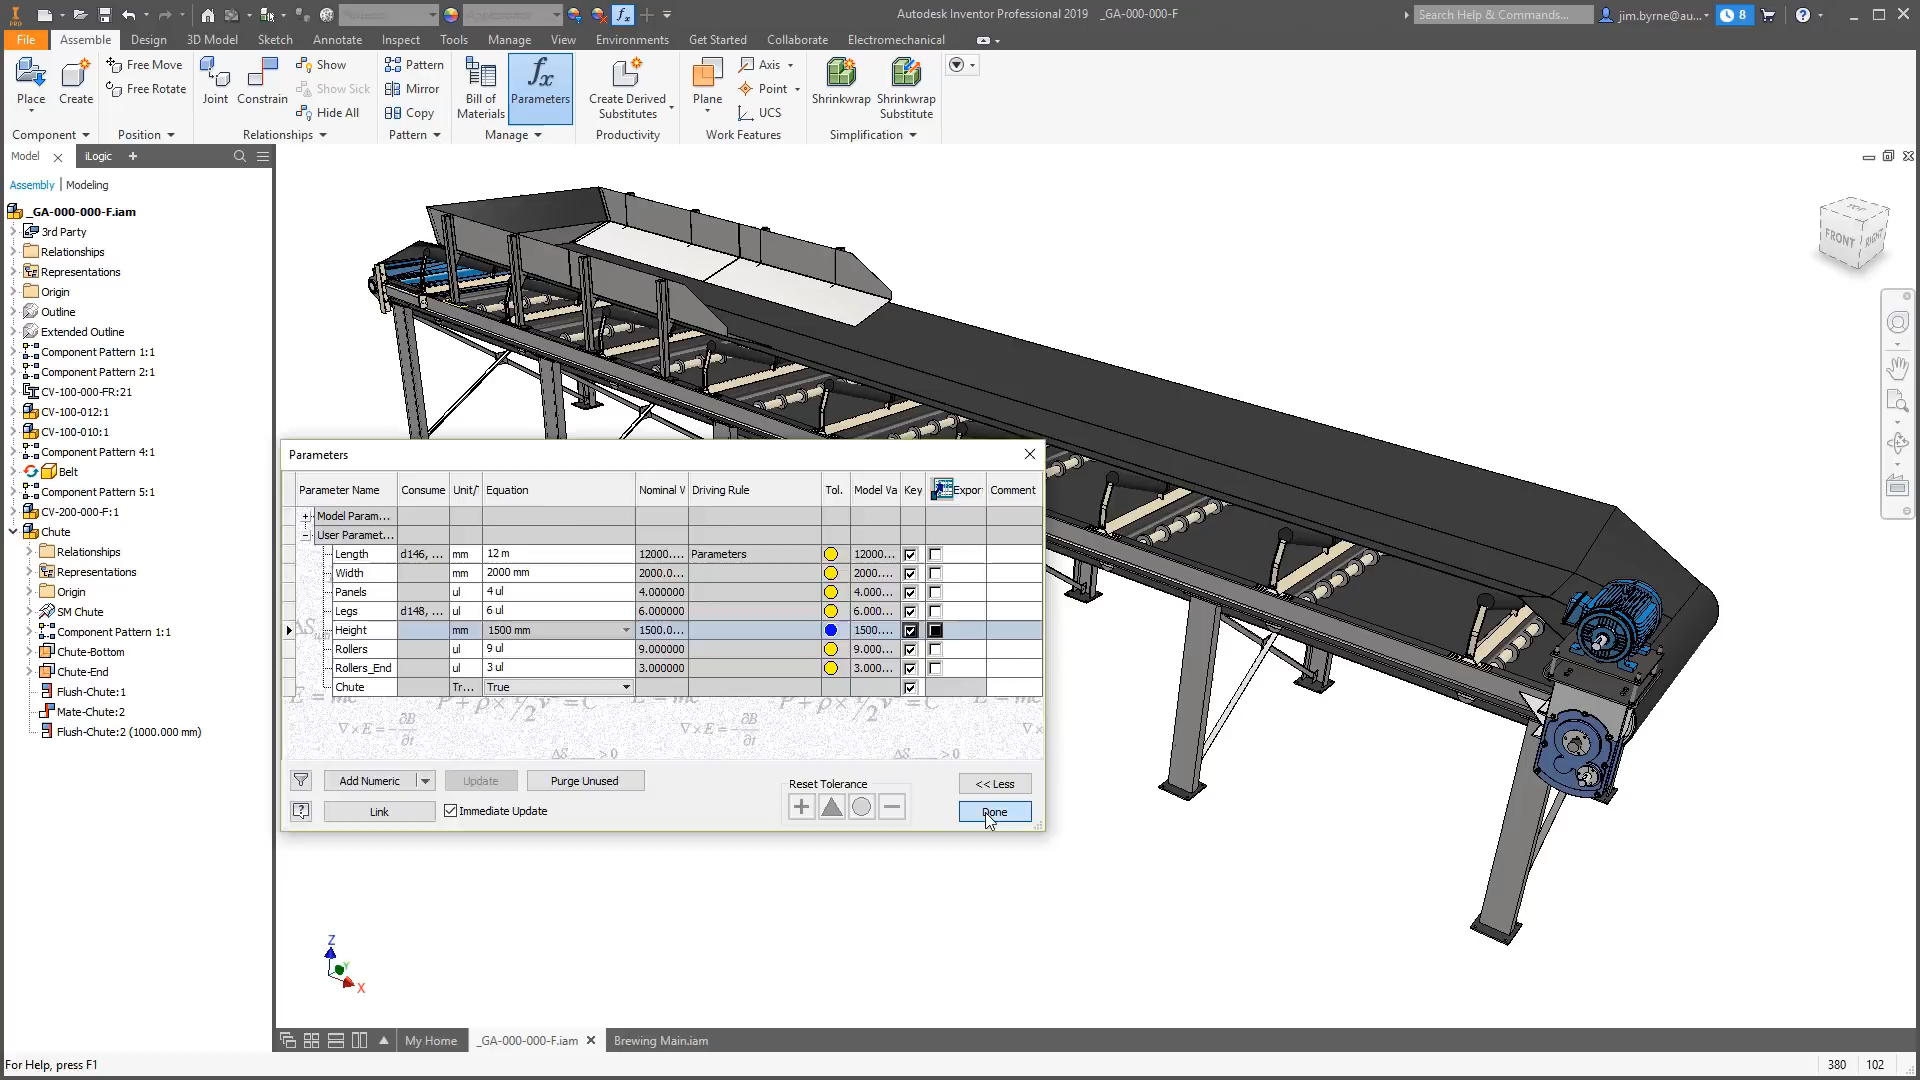 PRO
Autodesk Inventor Professional 2019 _GA-000-000-F
Search Help & Commands...
jim.byrne@au...
8
File
Assemble
Design
3D Model
Sketch
Annotate
Inspect
Tools
Manage
View
Environments
Get Started
Collaborate
Electromechanical
Place
Create
Free Move
Free Rotate
Joint
Constrain
Show
Show Sick
Hide All
Pattern
Mirror
Copy
Bill of
Materials
fx
Parameters
Create Derived
Substitutes
Plane
Axis
Point
UCS
Shrinkwrap
Shrinkwrap
Substitute
Component
Position
Relationships
Pattern
Manage
Productivity
Work Features
Simplification
Model
iLogic
Assembly | Modeling
_GA-000-000-F.iam
3rd Party
Relationships
Representations
Origin
Outline
Extended Outline
Component Pattern 1:1
Component Pattern 2:1
CV-100-000-FR:21
CV-100-012:1
CV-100-010:1
Component Pattern 4:1
Belt
Component Pattern 5:1
CV-200-000-F:1
Chute
Relationships
Representations
Origin
SM Chute
Component Pattern 1:1
Chute-Bottom
Chute-End
Flush-Chute:1
Mate-Chute:2
Flush-Chute:2 (1000.000 mm)
TOP
FRONT
RIGHT
Parameters
Parameter Name Consume Unit/ Equation Nominal V Driving Rule Tol. Model Va Key Expor Comment
Model Param...
User Paramet...
Length d146, ... mm 12 m 12000.... Parameters 12000...
Width mm 2000 mm 2000.0... 2000....
Panels ul 4 ul 4.000000 4.000...
Legs d148, ... ul 6 ul 6.000000 6.000...
Height mm 1500 mm 1500.0... 1500....
Rollers ul 9 ul 9.000000 9.000...
Rollers_End ul 3 ul 3.000000 3.000...
Chute Tr... True
Add Numeric
Update
Purge Unused
Reset Tolerance
<< Less
Link
Immediate Update
Done
Z
Y
X
My Home
_GA-000-000-F.iam
Brewing Main.iam
For Help, press F1
380
102